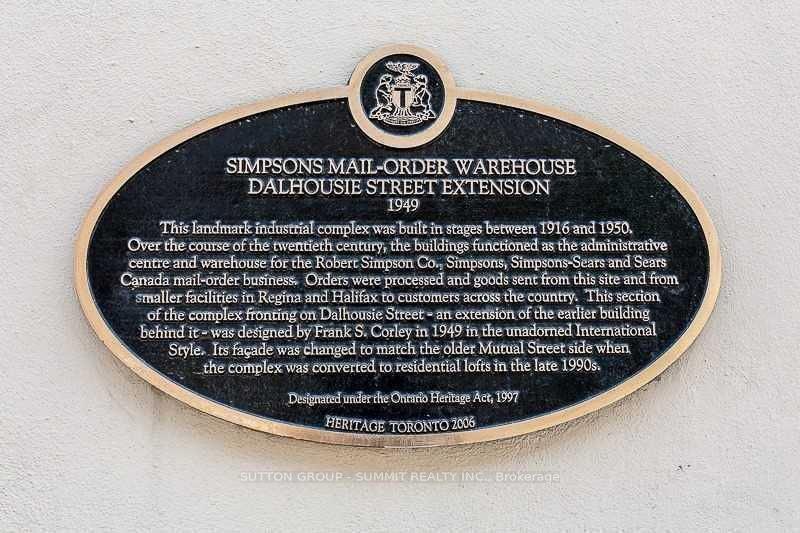 T
SIMPSONS MAIL-ORDER WAREHOUSE
DALHOUSIE STREET EXTENSION
1949
This landmark industrial complex was built in stages between 1916 and 1950.
Over the course of the twentieth century, the buildings functioned as the administrative
centre and warehouse for the Robert Simpson Co., Simpsons, Simpsons-Sears and Sears
Canada mail-order business. Orders were processed and goods sent from this site and from
smaller facilities in Regina and Halifax to customers across the country. This section
of the complex fronting on Dalhousie Street - an extension of the earlier building
behind it - was designed by Frank S. Corley in 1949 in the unadorned International
Style. Its façade was changed to match the older Mutual Street side when
the complex was converted to residential lofts in the late 1990s.
Designated under the Ontario Heritage Act, 1997
HERITAGE TORONTO 2006
SUTTON GROUP - SUMMIT REALTY INC., Brokerage